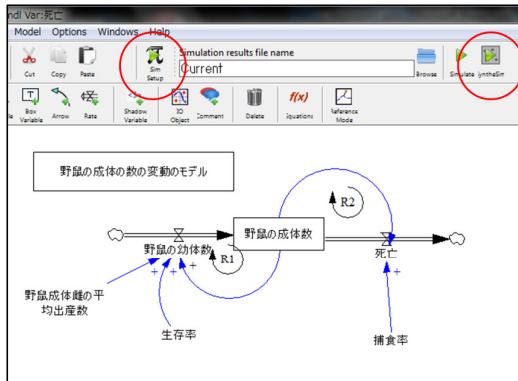 ndl Var:死亡
Model Options Windows Help
Cut Copy Paste
Sim Setup
Simulation results file name
Current
Browse
Simulate
SyntheSim
Box Variable
Arrow
Rate
Shadow Variable
IO Object
Comment
Delete
f(x)
Equations
Reference Mode
野鼠の成体の数の変動のモデル
R2
野鼠の成体数
野鼠の幼体数
R1
死亡
+ + +
+
野鼠成体雌の平
均出産数
生存率
捕食率